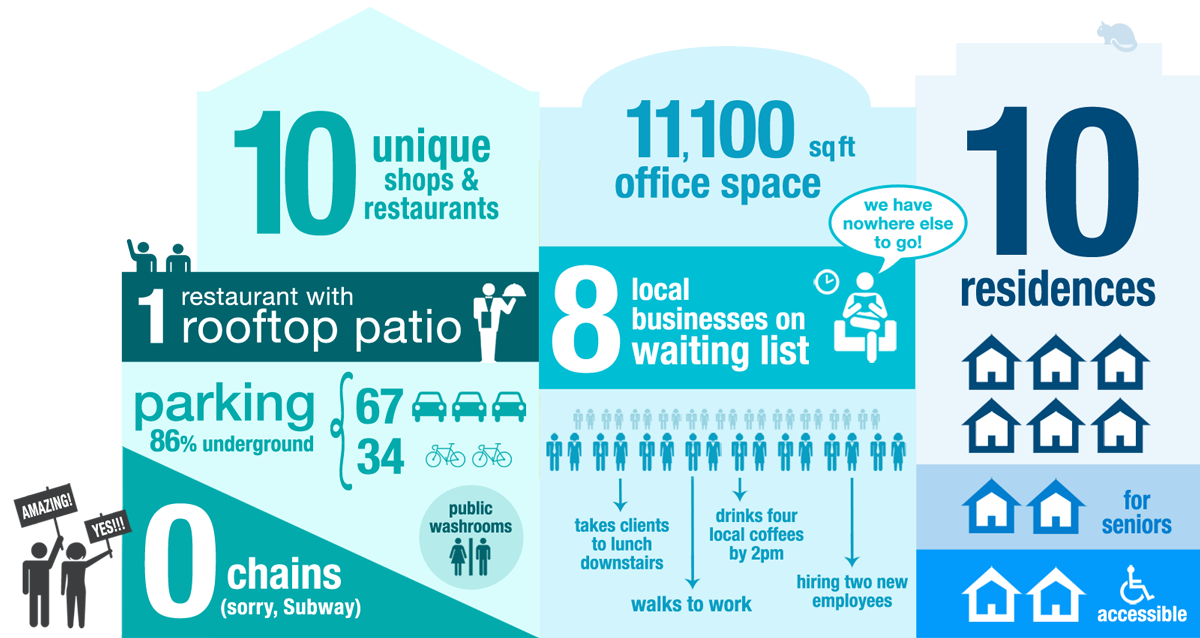 10
unique
shops &
restaurants
1
restaurant with
rooftop patio
parking
86% underground
67
34
AMAZING!
YES!!!
0
chains
(sorry, Subway)
public
washrooms
11,100 sq ft
office space
we have
nowhere else
to go!
8
local
businesses on
waiting list
takes clients
to lunch
downstairs
walks to work
drinks four
local coffees
by 2pm
hiring two new
employees
10
residences
for
seniors
accessible